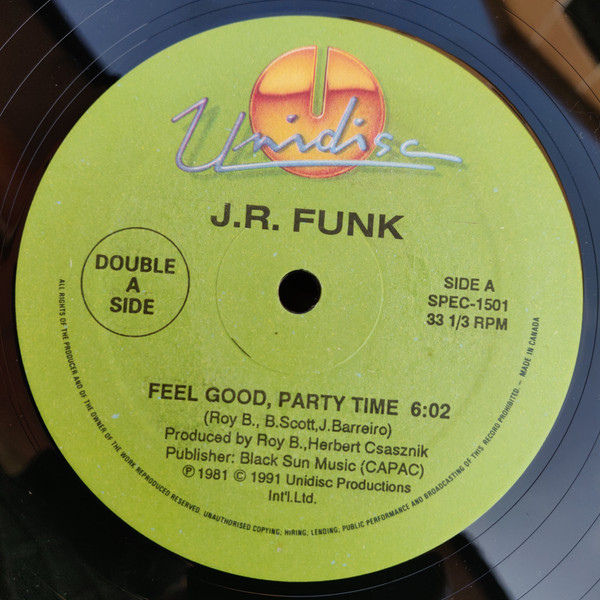 Unidisc
J.R. FUNK
DOUBLE
A
SIDE
SIDE A
SPEC-1501
33 1/3 RPM
FEEL GOOD, PARTY TIME 6:02
(Roy B., B.Scott,J.Barreiro)
Produced by Roy B.,Herbert Csasznik
Publisher: Black Sun Music (CAPAC)
℗ 1981 © 1991 Unidisc Productions
Int'l.Ltd.
ALL RIGHTS OF THE PRODUCER AND OF THE OWNER OF THE WORK REPRODUCED RESERVED. UNAUTHORISED COPYING; HIRING; LENDING; PUBLIC PERFORMANCE AND BROADCASTING OF THIS RECORD PROHIBITED. – MADE IN CANADA